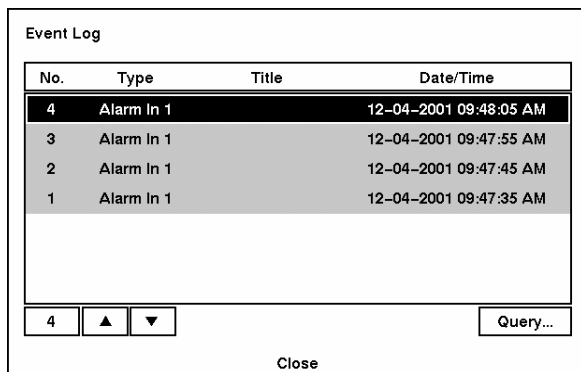 Event Log
No. Type Title Date/Time
4 Alarm In 1 12–04–2001 09:48:05 AM
3 Alarm In 1 12–04–2001 09:47:55 AM
2 Alarm In 1 12–04–2001 09:47:45 AM
1 Alarm In 1 12–04–2001 09:47:35 AM
4 ▲ ▼ Query...
Close